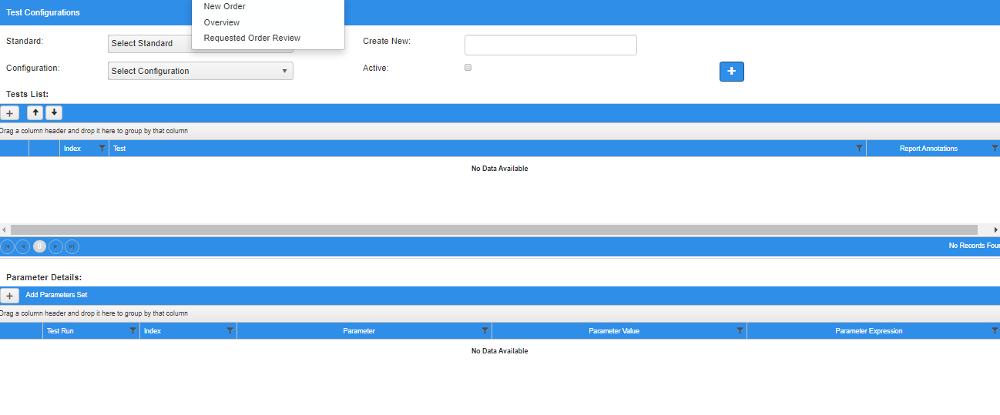 New Order
Test Configurations
Overview
Requested Order Review
Standard:
Select Standard
Create New:
Configuration:
Select Configuration
Active:
Tests List:
Drag a column header and drop it here to group by that column
Index Test Report Annotations
No Data Available
0
No Records Foun
Parameter Details:
Add Parameters Set
Drag a column header and drop it here to group by that column
Test Run Index Parameter Parameter Value Parameter Expression
No Data Available